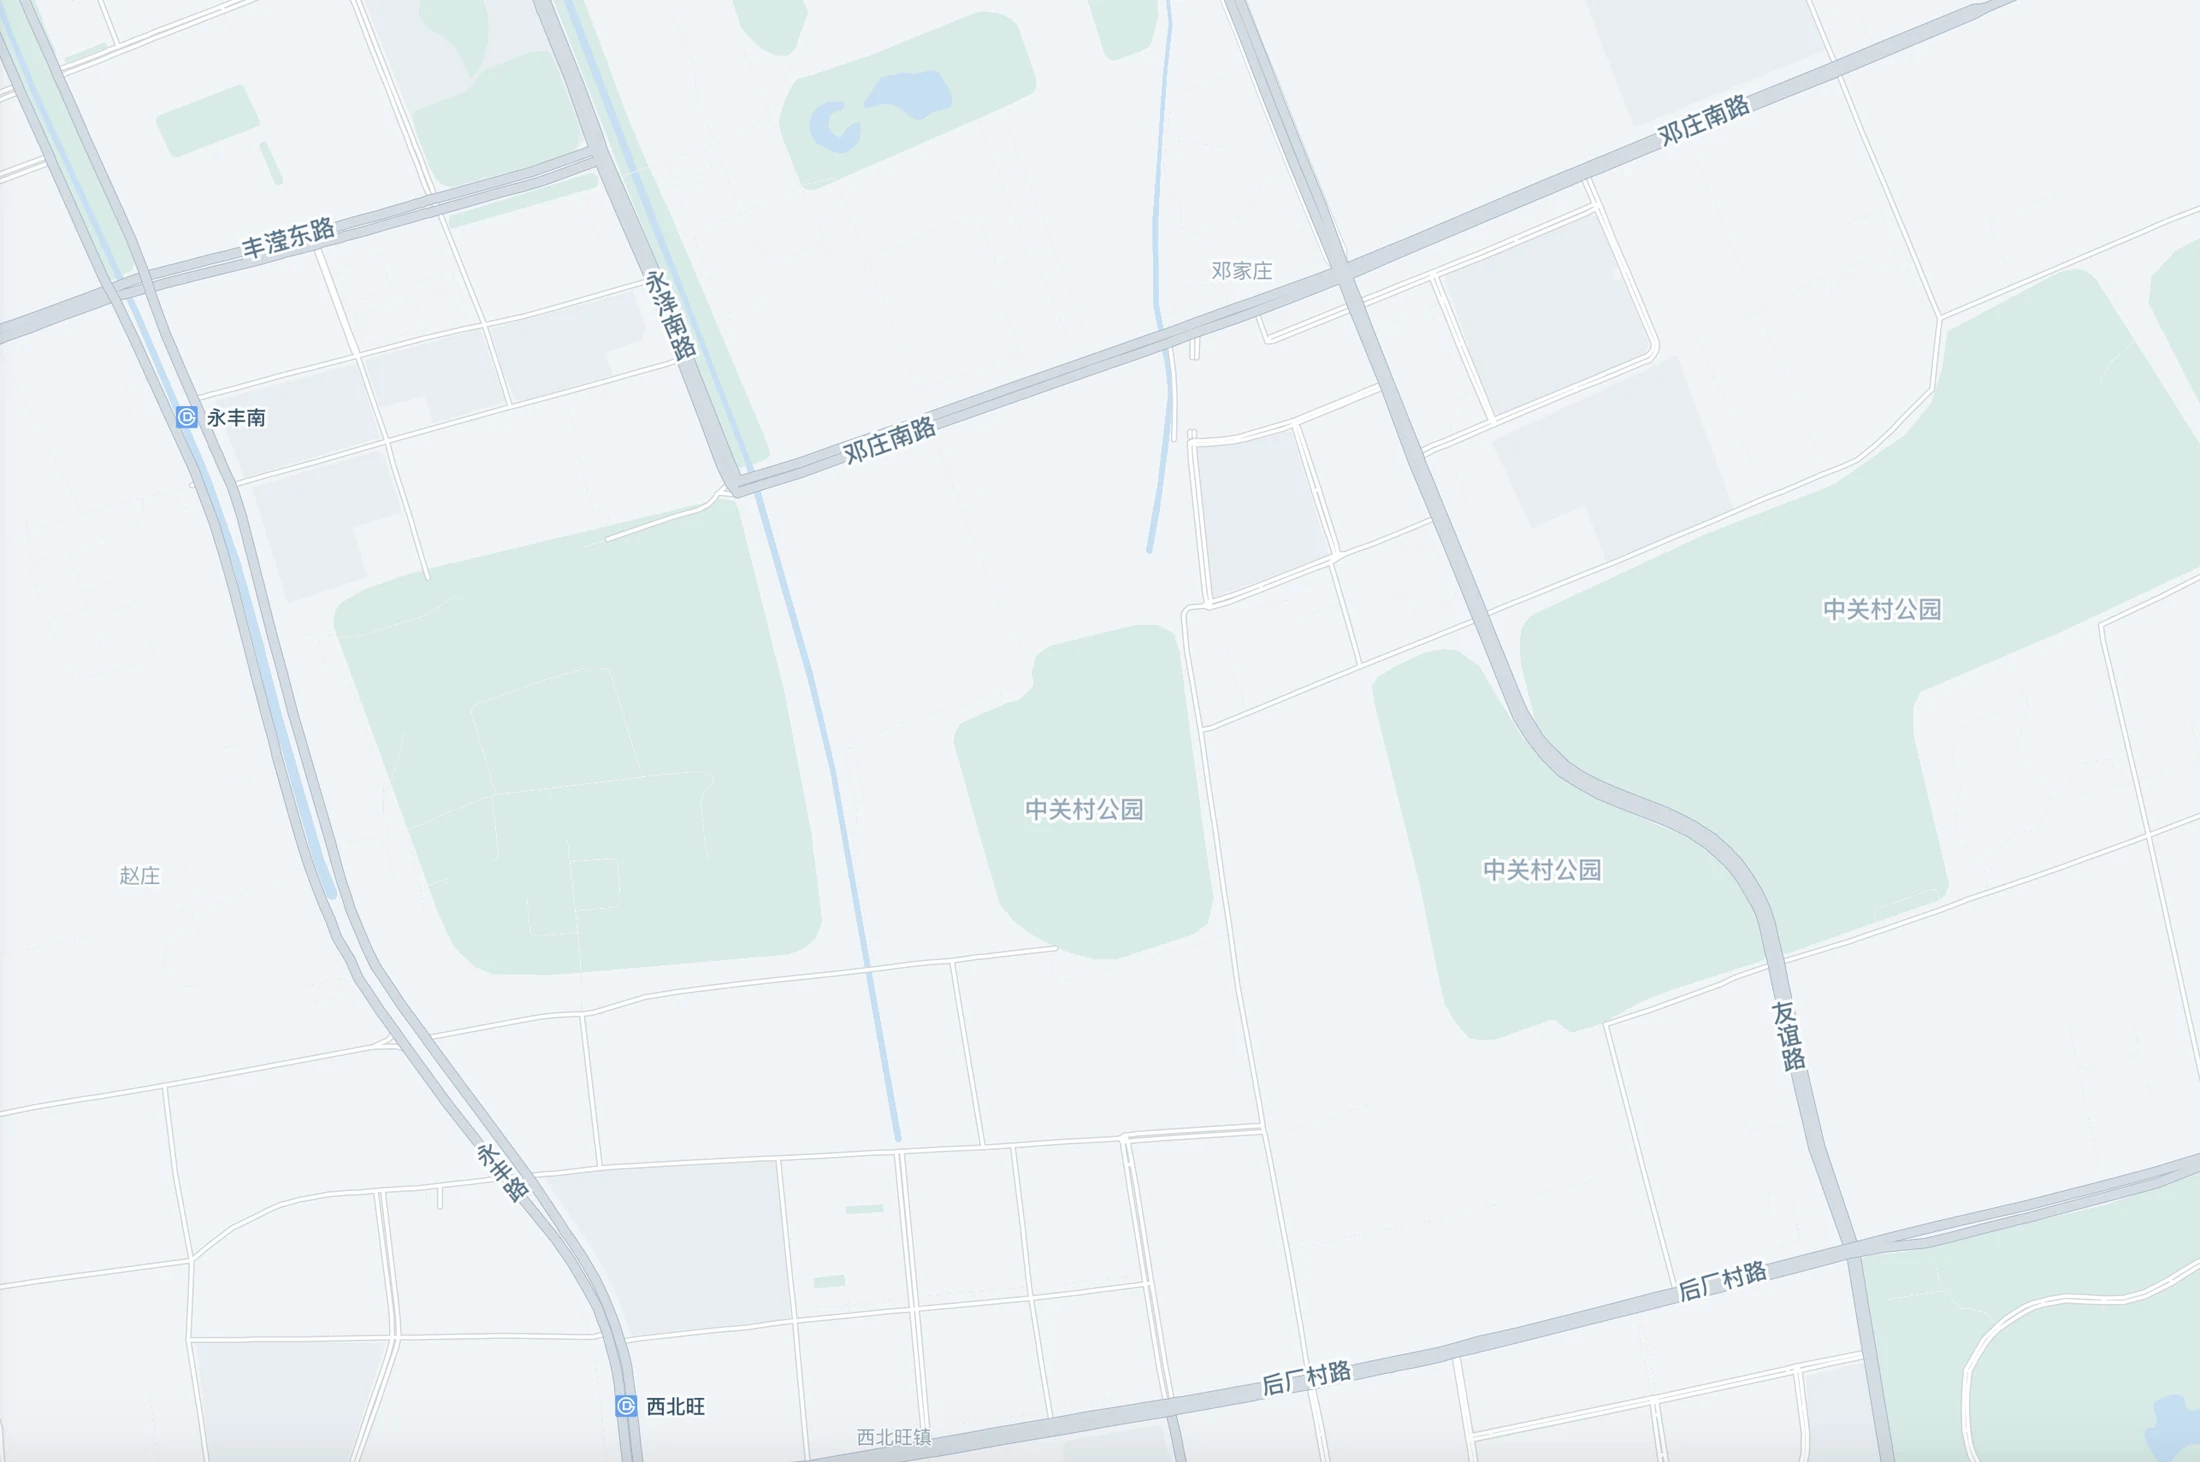 邓庄南路
丰滢东路
邓家庄
永泽南路
永丰南
邓庄南路
中关村公园
中关村公园
中关村公园
赵庄
友谊路
永丰路
后厂村路
后厂村路
西北旺
西北旺镇